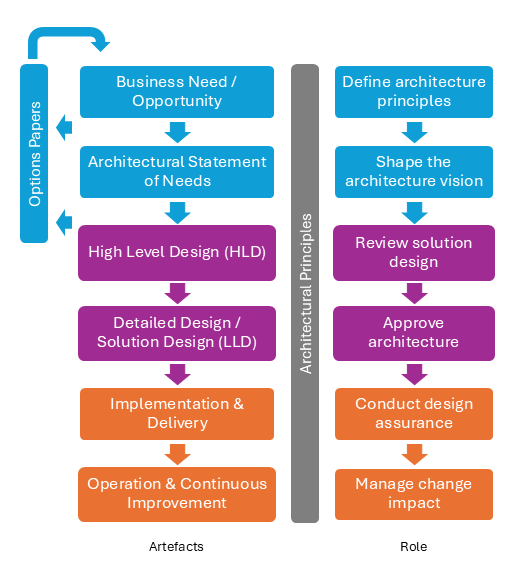 Options Papers
Business Need /
Opportunity
Architectural Statement
of Needs
High Level Design (HLD)
Detailed Design /
Solution Design (LLD)
Implementation &
Delivery
Operation & Continuous
Improvement
Artefacts
Architectural Principles
Define architecture
principles
Shape the
architecture vision
Review solution
design
Approve
architecture
Conduct design
assurance
Manage change
impact
Role